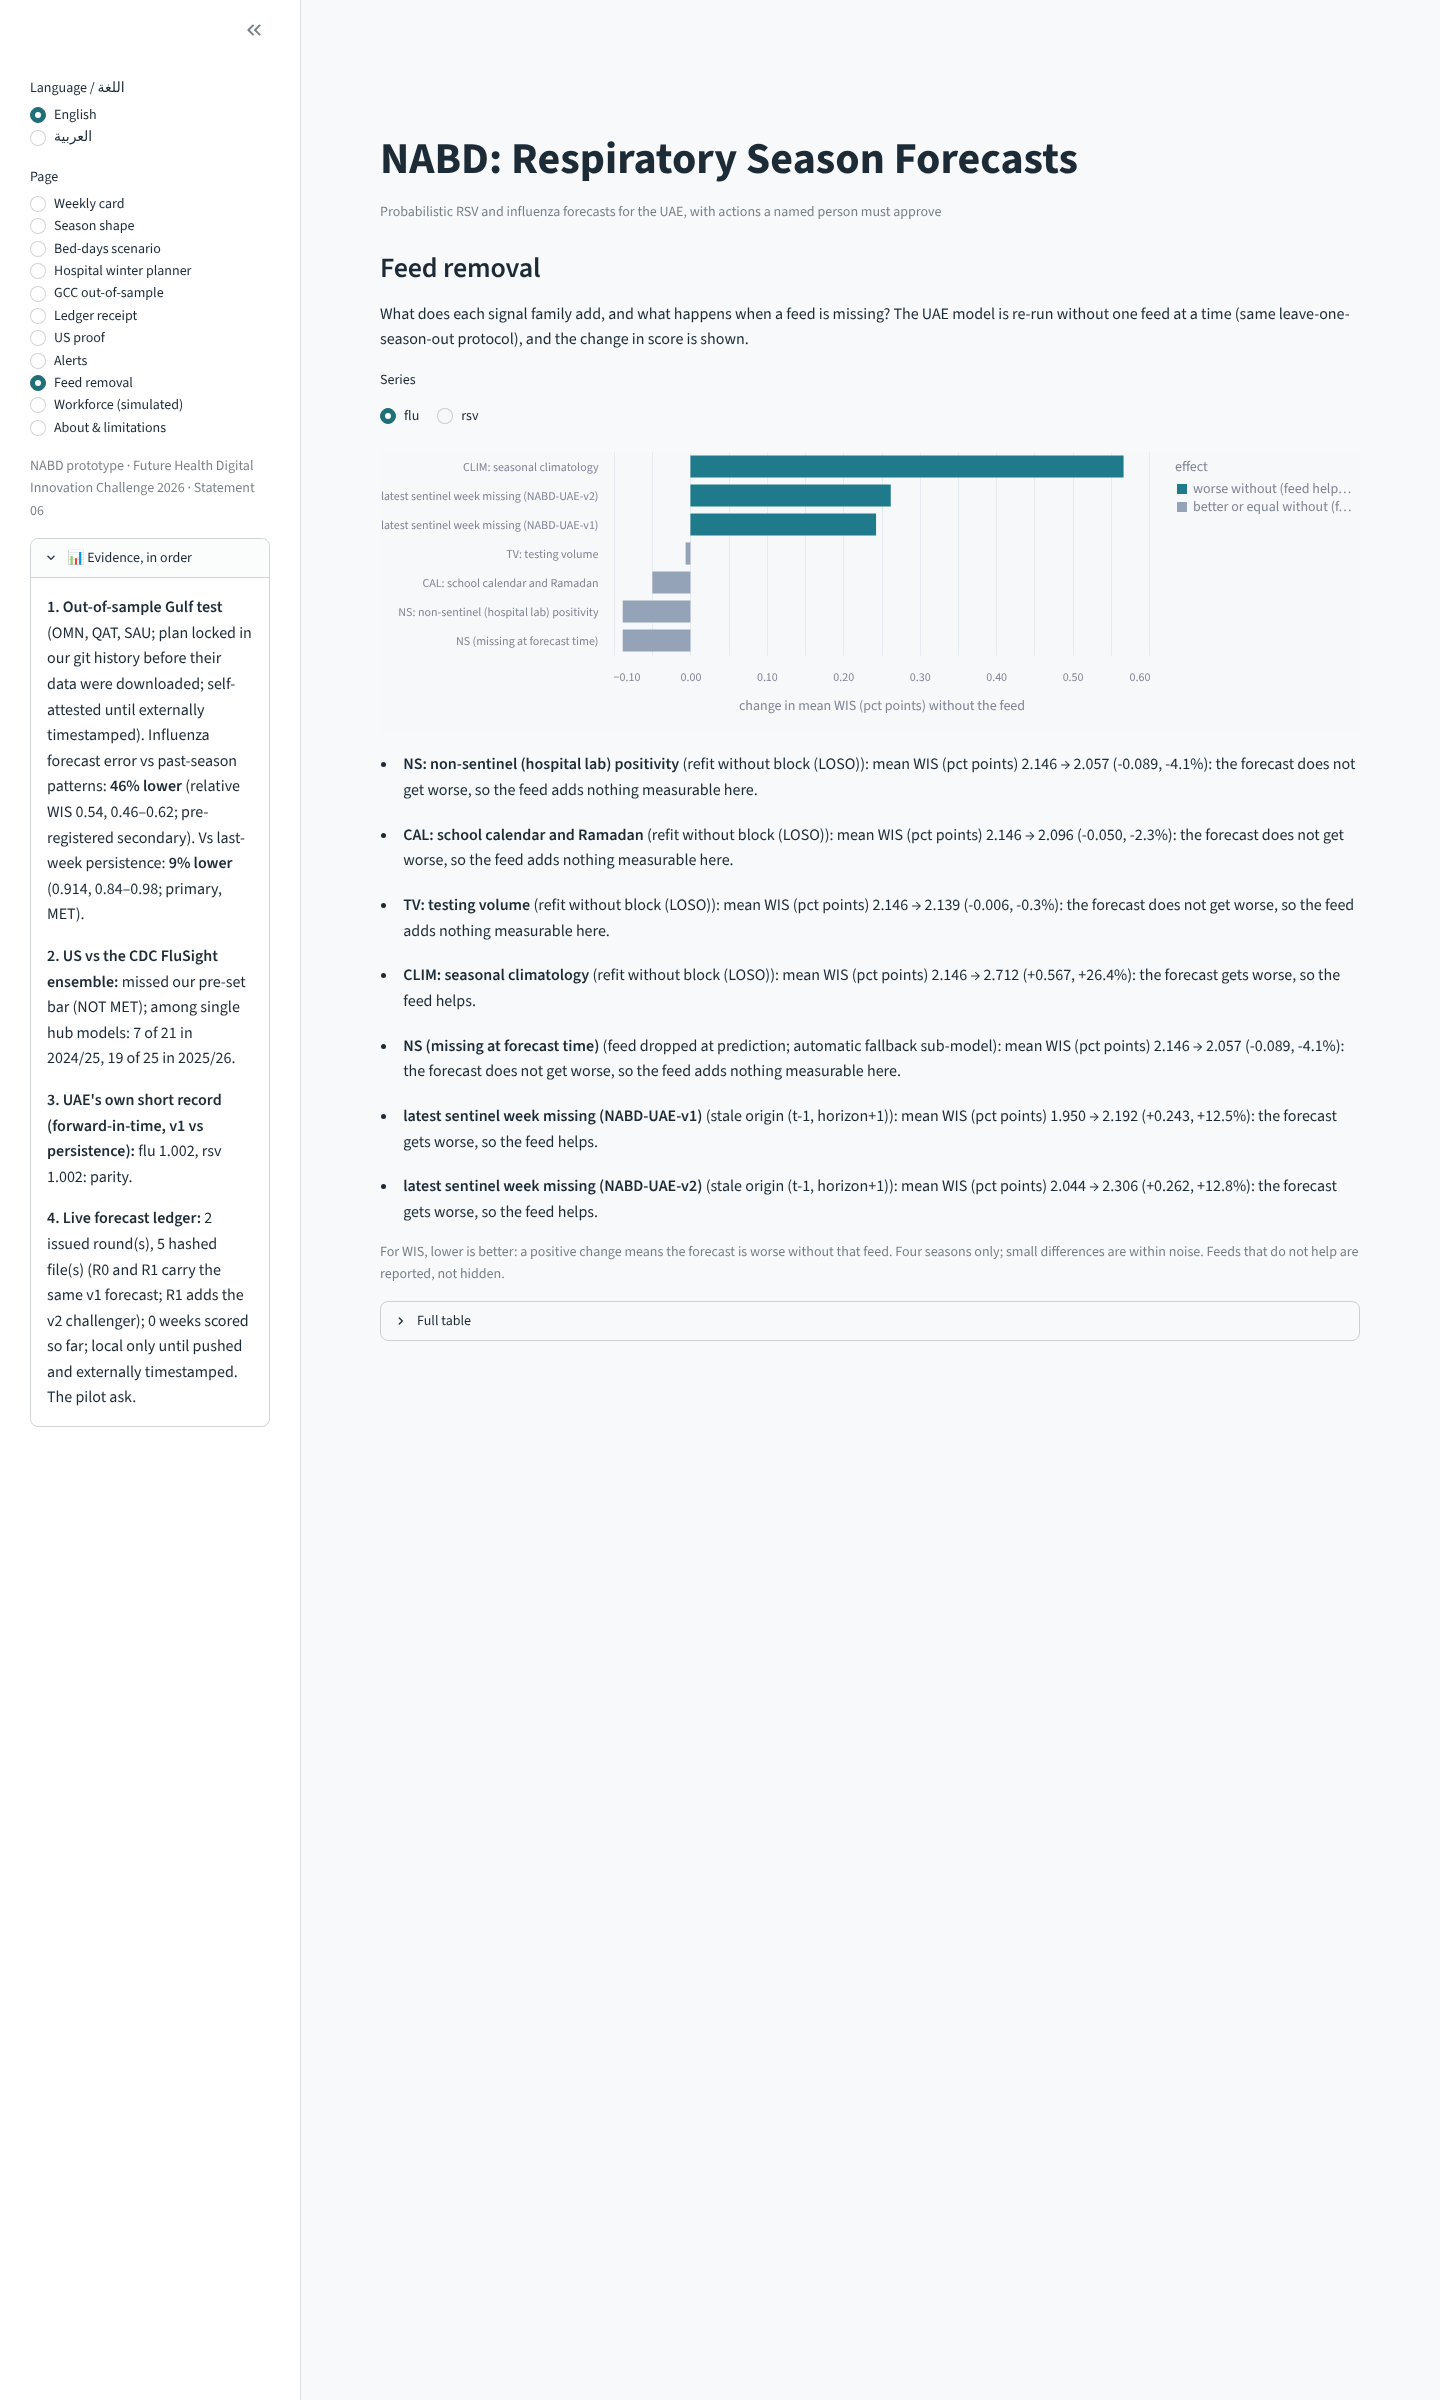 Language / اللغة
English
العربية
Page
Weekly card
Season shape
Bed-days scenario
Hospital winter planner
GCC out-of-sample
Ledger receipt
US proof
Alerts
Feed removal
Workforce (simulated)
About & limitations
NABD prototype · Future Health Digital
Innovation Challenge 2026 · Statement
06
📊 Evidence, in order
1. Out-of-sample Gulf test
(OMN, QAT, SAU; plan locked in
our git history before their
data were downloaded; self-
attested until externally
timestamped). Influenza
forecast error vs past-season
patterns: 46% lower (relative
WIS 0.54, 0.46–0.62; pre-
registered secondary). Vs last-
week persistence: 9% lower
(0.914, 0.84–0.98; primary,
MET).
2. US vs the CDC FluSight
ensemble: missed our pre-set
bar (NOT MET); among single
hub models: 7 of 21 in
2024/25, 19 of 25 in 2025/26.
3. UAE's own short record
(forward-in-time, v1 vs
persistence): flu 1.002, rsv
1.002: parity.
4. Live forecast ledger: 2
issued round(s), 5 hashed
file(s) (R0 and R1 carry the
same v1 forecast; R1 adds the
v2 challenger); 0 weeks scored
so far; local only until pushed
and externally timestamped.
The pilot ask.
NABD: Respiratory Season Forecasts
Probabilistic RSV and influenza forecasts for the UAE, with actions a named person must approve
Feed removal
What does each signal family add, and what happens when a feed is missing? The UAE model is re-run without one feed at a time (same leave-one-
season-out protocol), and the change in score is shown.
Series
flu rsv
CLIM: seasonal climatology
latest sentinel week missing (NABD-UAE-v2)
latest sentinel week missing (NABD-UAE-v1)
TV: testing volume
CAL: school calendar and Ramadan
NS: non-sentinel (hospital lab) positivity
NS (missing at forecast time)
−0.10 0.00 0.10 0.20 0.30 0.40 0.50 0.60
change in mean WIS (pct points) without the feed
effect
worse without (feed help…
better or equal without (f…
• NS: non-sentinel (hospital lab) positivity (refit without block (LOSO)): mean WIS (pct points) 2.146 → 2.057 (-0.089, -4.1%): the forecast does not
get worse, so the feed adds nothing measurable here.
• CAL: school calendar and Ramadan (refit without block (LOSO)): mean WIS (pct points) 2.146 → 2.096 (-0.050, -2.3%): the forecast does not get
worse, so the feed adds nothing measurable here.
• TV: testing volume (refit without block (LOSO)): mean WIS (pct points) 2.146 → 2.139 (-0.006, -0.3%): the forecast does not get worse, so the feed
adds nothing measurable here.
• CLIM: seasonal climatology (refit without block (LOSO)): mean WIS (pct points) 2.146 → 2.712 (+0.567, +26.4%): the forecast gets worse, so the
feed helps.
• NS (missing at forecast time) (feed dropped at prediction; automatic fallback sub-model): mean WIS (pct points) 2.146 → 2.057 (-0.089, -4.1%):
the forecast does not get worse, so the feed adds nothing measurable here.
• latest sentinel week missing (NABD-UAE-v1) (stale origin (t-1, horizon+1)): mean WIS (pct points) 1.950 → 2.192 (+0.243, +12.5%): the forecast
gets worse, so the feed helps.
• latest sentinel week missing (NABD-UAE-v2) (stale origin (t-1, horizon+1)): mean WIS (pct points) 2.044 → 2.306 (+0.262, +12.8%): the forecast
gets worse, so the feed helps.
For WIS, lower is better: a positive change means the forecast is worse without that feed. Four seasons only; small differences are within noise. Feeds that do not help are
reported, not hidden.
Full table